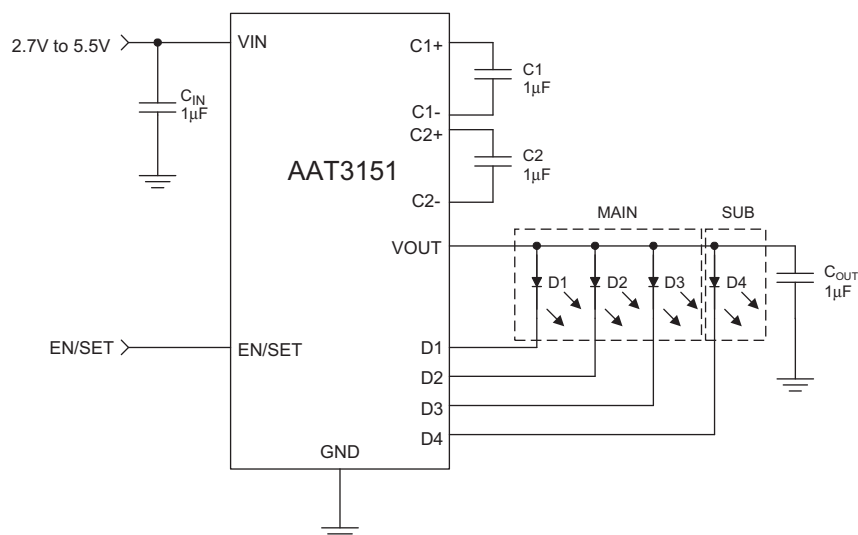 2.7V to 5.5V
VIN
C1+
C1
1µF
C1-
CIN
1µF
C2+
AAT3151
C2
1µF
C2-
MAIN
SUB
VOUT
D1
D2
D3
D4
COUT
1µF
EN/SET
EN/SET
D1
D2
D3
D4
GND